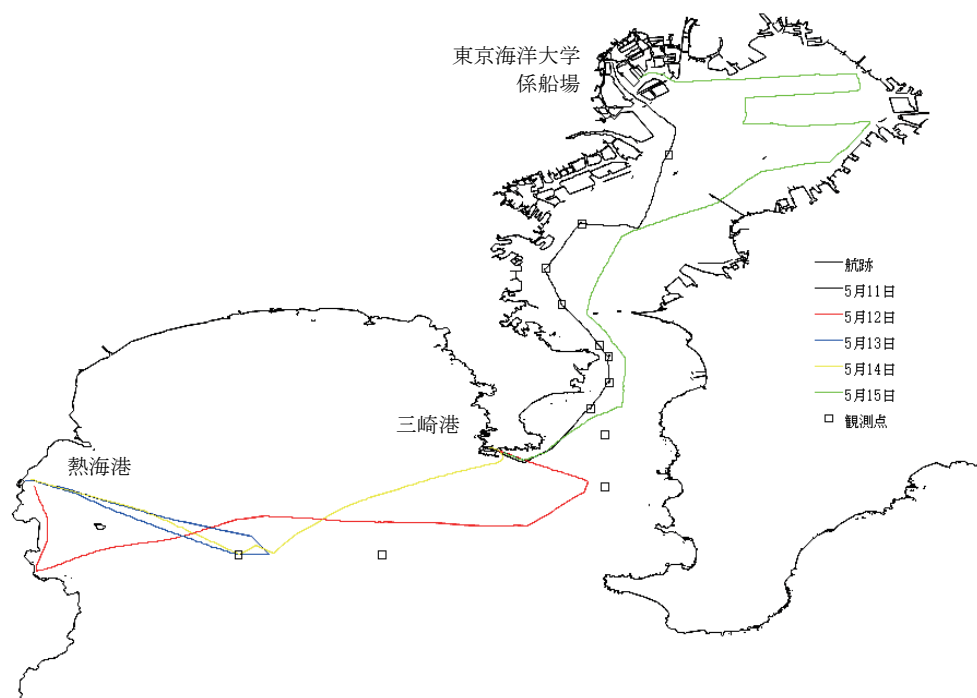 東京海洋大学
係船場
航跡
5月11日
5月12日
5月13日
5月14日
5月15日
観測点
三崎港
熱海港